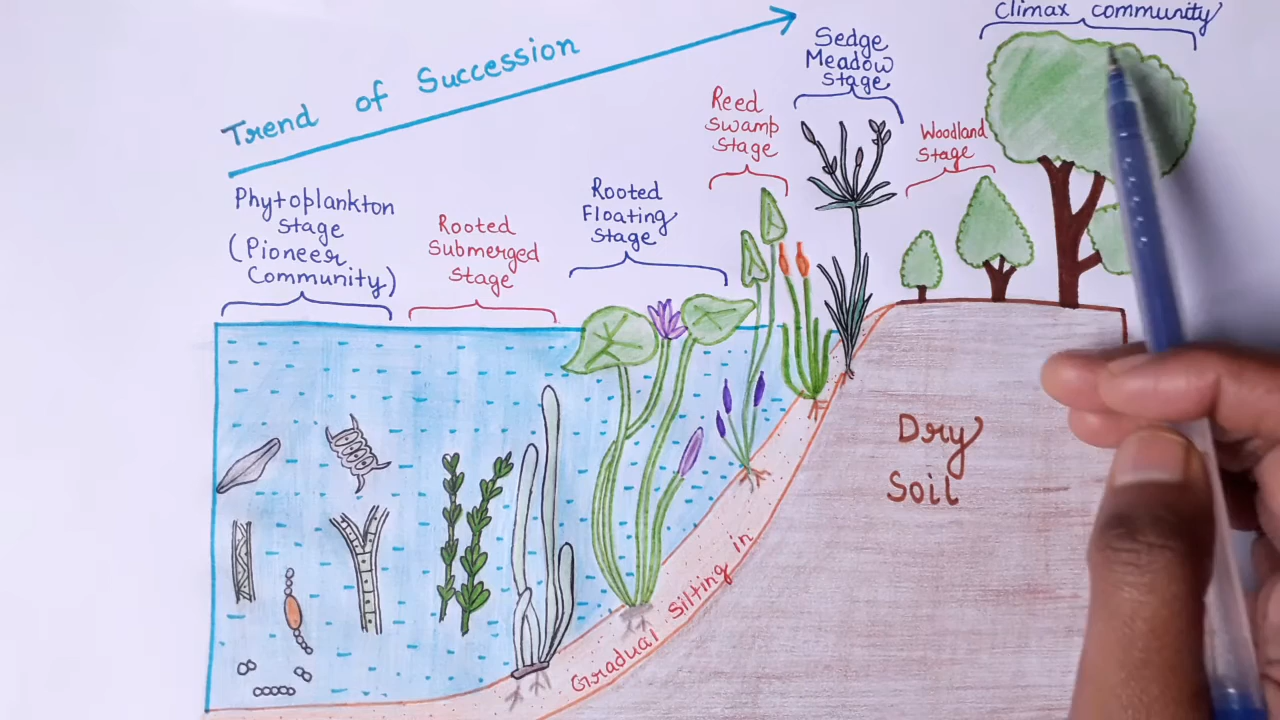 Climax community
Trend of Succession
Sedge
Meadow
Stage
Reed
Swamp
Stage
Woodland
Stage
Rooted
Floating
Stage
Phytoplankton
Stage
(Pioneer
Community)
Rooted
Submerged
Stage
Dry
Soil
Gradual Silting in